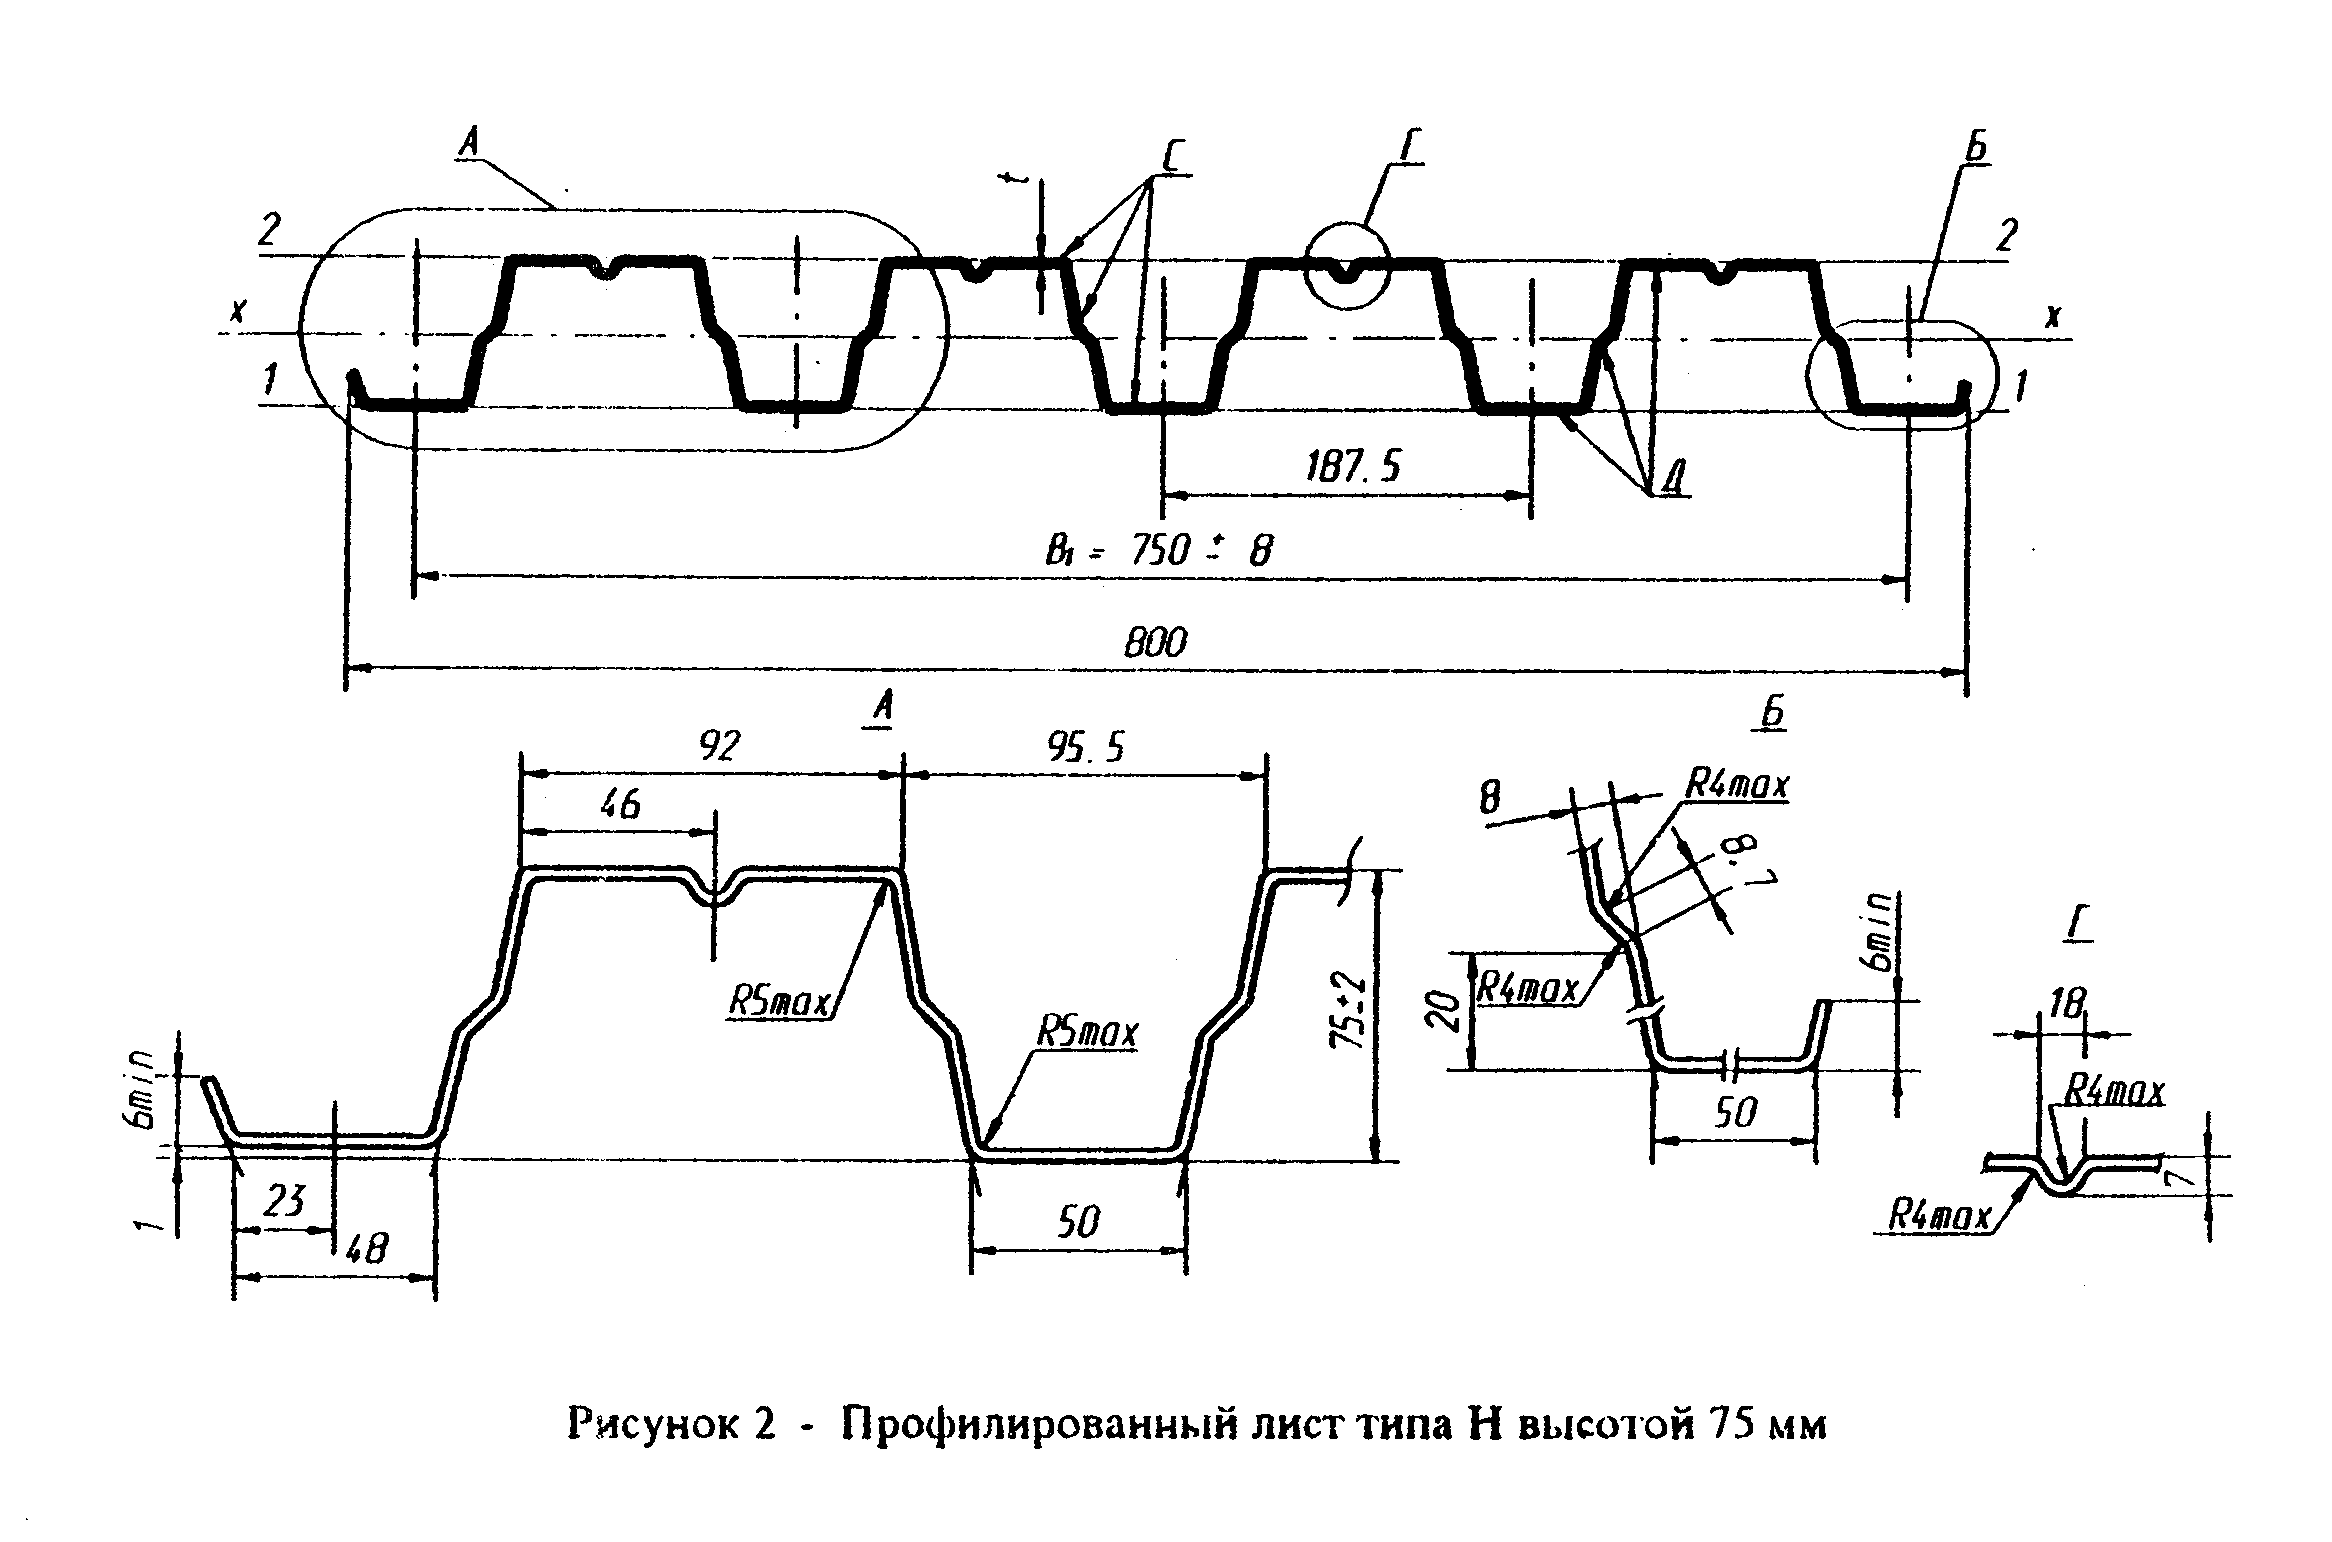 А
С
Г
Б
t
2
2
х
х
1
1
187.5
Д
В1 = 750 ± 8
800
А
Б
92
95.5
46
8
R4max
8.7
6min
Г
R5max
R4max
18
20
75±2
R5max
6min
R4max
50
7
23
50
R4max
1
48
Рисунок 2 - Профилированный лист типа Н высотой 75 мм